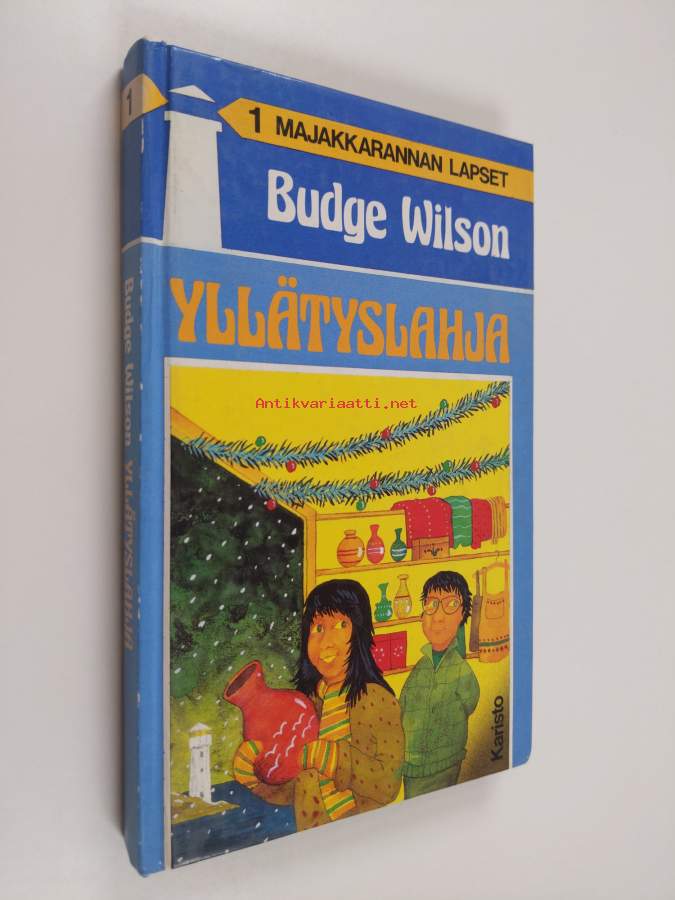 1 MAJAKKARANNAN LAPSET
Budge Wilson
YLLÄTYSLAHJA
Antikvariaatti.net
Karisto
1
Budge Wilson YLLÄTYSLAHJA